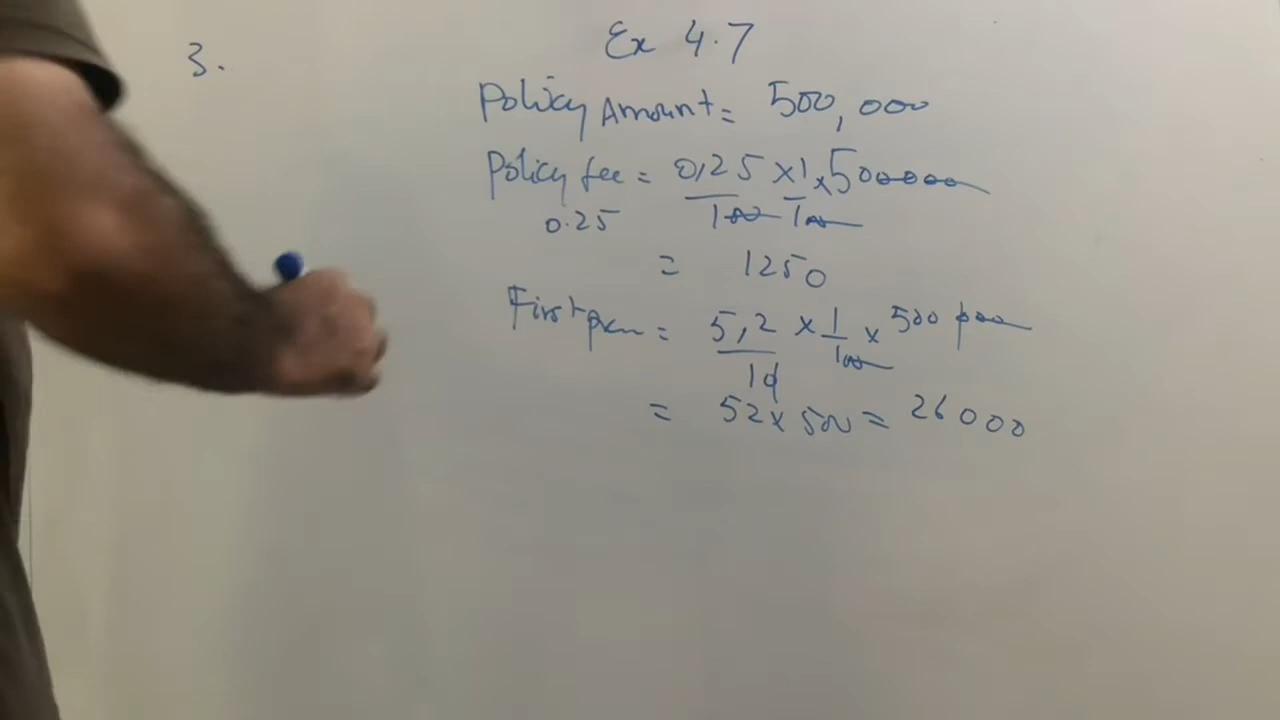 Ex 4.7
3.
Policy Amount = 500,000
Policy fee = 0,25 × 1 × 500000
0.25 100 100
= 1250
First prem = 5,2 × 1 × 500 000
10 100
= 52 × 500 = 26000